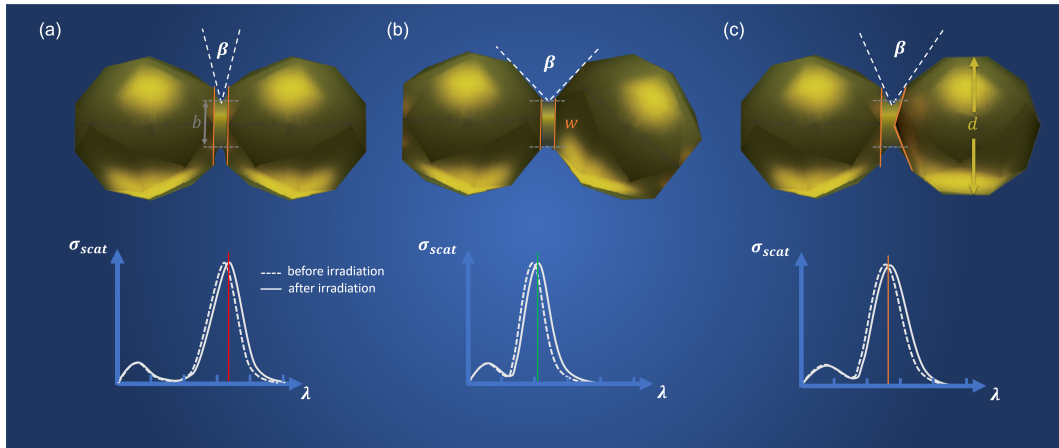 (a)
β
b
(b)
β
w
(c)
β
d
σscat
before irradiation
after irradiation
λ
σscat
λ
σscat
λ